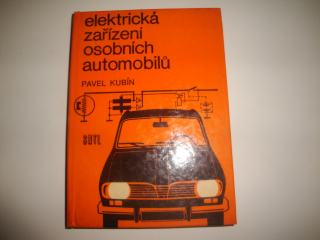 elektrická
zařízení
osobních
automobilů
PAVEL KUBÍN
SNTL